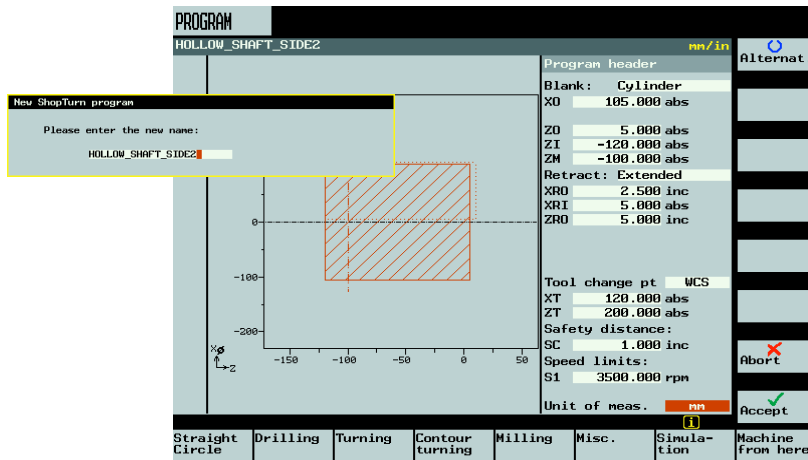 PROGRAM
HOLLOW_SHAFT_SIDE2 mm/in
New ShopTurn program
Please enter the new name:
HOLLOW_SHAFT_SIDE2
0
-100
-200
-150 -100 -50 0 50
XØ
Z
Program header
Blank: Cylinder
XO 105.000 abs
ZO 5.000 abs
ZI -120.000 abs
ZM -100.000 abs
Retract: Extended
XRO 2.500 inc
XRI 5.000 abs
ZRO 5.000 inc
Tool change pt WCS
XT 120.000 abs
ZT 200.000 abs
Safety distance:
SC 1.000 inc
Speed limits:
S1 3500.000 rpm
Unit of meas. mm
i
Alternat
Abort
Accept
Straight Circle
Drilling
Turning
Contour turning
Milling
Misc.
Simula-
tion
Machine from here